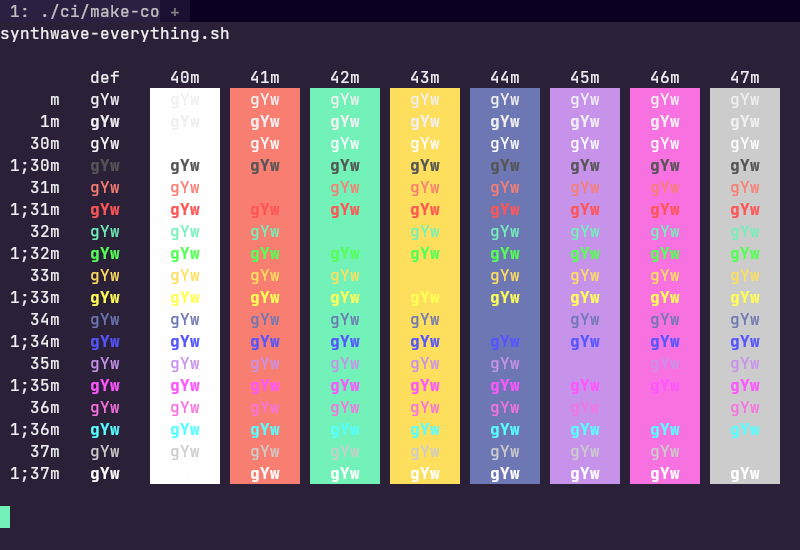 1: ./ci/make-co +
synthwave-everything.sh
def 40m 41m 42m 43m 44m 45m 46m 47m
m gYw gYw gYw gYw gYw gYw gYw gYw gYw
1m gYw gYw gYw gYw gYw gYw gYw gYw gYw
30m gYw gYw gYw gYw gYw gYw gYw gYw
1;30m gYw gYw gYw gYw gYw gYw gYw gYw gYw
31m gYw gYw gYw gYw gYw gYw gYw gYw
1;31m gYw gYw gYw gYw gYw gYw gYw gYw gYw
32m gYw gYw gYw gYw gYw gYw gYw gYw
1;32m gYw gYw gYw gYw gYw gYw gYw gYw gYw
33m gYw gYw gYw gYw gYw gYw gYw gYw
1;33m gYw gYw gYw gYw gYw gYw gYw gYw gYw
34m gYw gYw gYw gYw gYw gYw gYw gYw
1;34m gYw gYw gYw gYw gYw gYw gYw gYw gYw
35m gYw gYw gYw gYw gYw gYw gYw gYw
1;35m gYw gYw gYw gYw gYw gYw gYw gYw gYw
36m gYw gYw gYw gYw gYw gYw gYw gYw
1;36m gYw gYw gYw gYw gYw gYw gYw gYw gYw
37m gYw gYw gYw gYw gYw gYw gYw gYw
1;37m gYw gYw gYw gYw gYw gYw gYw gYw